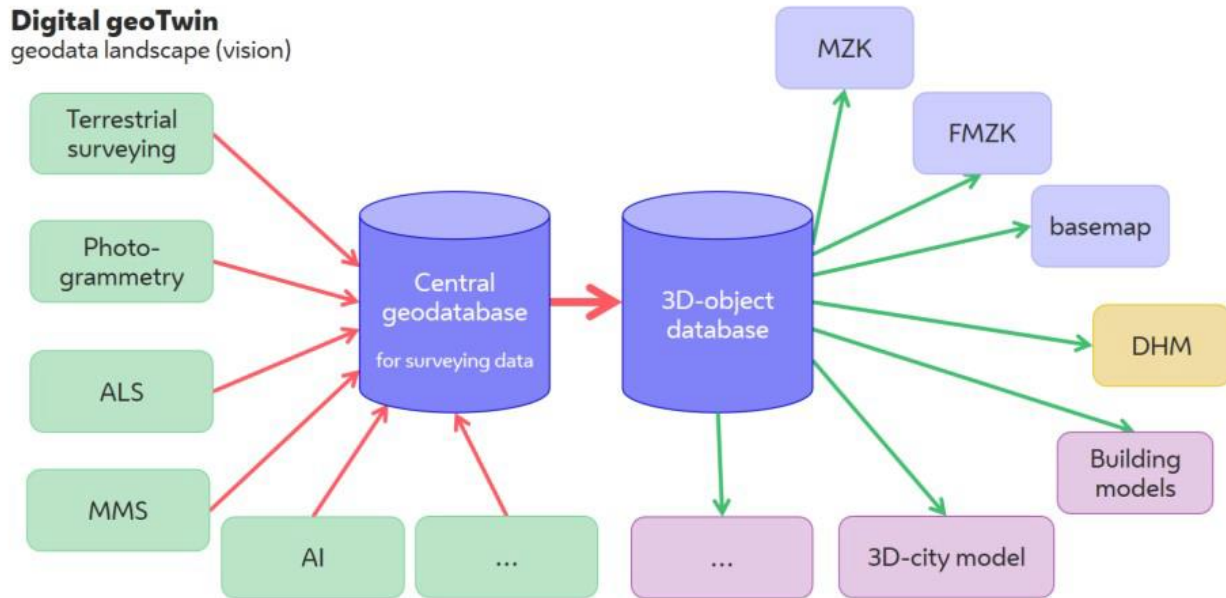 Digital geoTwin
geodata landscape (vision)
Terrestrial
surveying
Photo-
grammetry
ALS
MMS
AI
...
Central
geodatabase
for surveying data
3D-object
database
MZK
FMZK
basemap
DHM
Building
models
3D-city model
...